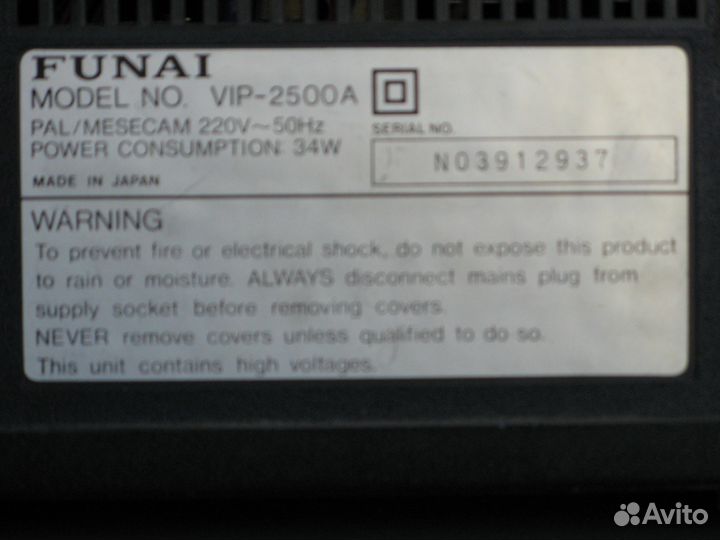 FUNAI
MODEL NO. VIP-2500A
PAL/MESECAM 220V~50Hz
SERIAL NO.
POWER CONSUMPTION: 34W
N03912937
MADE IN JAPAN
WARNING
To prevent fire or electrical shock, do not expose this product
to rain or moisture. ALWAYS disconnect mains plug from
supply socket before removing covers.
NEVER remove covers unless qualified to do so.
This unit contains high voltages.
Avito